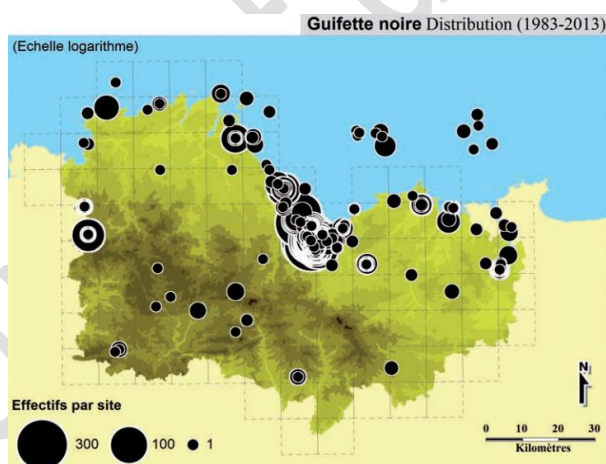 Guifette noire Distribution (1983-2013)
(Echelle logarithme)
N
Effectifs par site
300 100 1
0 10 20 30
Kilomètres